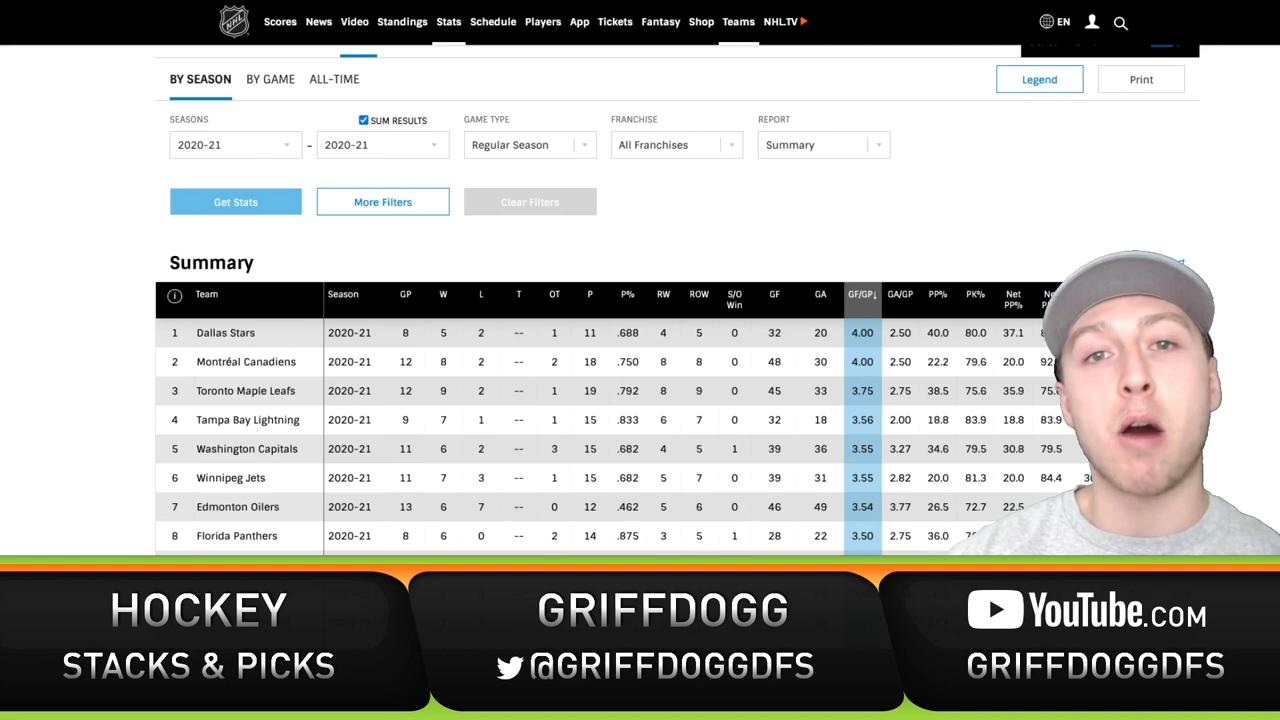 NHL
Scores News Video Standings Stats Schedule Players App Tickets Fantasy Shop Teams NHL.TV EN
BY SEASON BY GAME ALL-TIME Legend Print
SEASONS SUM RESULTS GAME TYPE FRANCHISE REPORT
2020-21 - 2020-21 Regular Season All Franchises Summary
Get Stats More Filters Clear Filters
Summary
i Team Season GP W L T OT P P% RW ROW S/O Win GF GA GF/GP↓ GA/GP PP% PK% Net PP%
1 Dallas Stars 2020-21 8 5 2 -- 1 11 .688 4 5 0 32 20 4.00 2.50 40.0 80.0 37.1
2 Montréal Canadiens 2020-21 12 8 2 -- 2 18 .750 8 8 0 48 30 4.00 2.50 22.2 79.6 20.0
3 Toronto Maple Leafs 2020-21 12 9 2 -- 1 19 .792 8 9 0 45 33 3.75 2.75 38.5 75.6 35.9
4 Tampa Bay Lightning 2020-21 9 7 1 -- 1 15 .833 6 7 0 32 18 3.56 2.00 18.8 83.9 18.8 83.9
5 Washington Capitals 2020-21 11 6 2 -- 3 15 .682 4 5 1 39 36 3.55 3.27 34.6 79.5 30.8 79.5
6 Winnipeg Jets 2020-21 11 7 3 -- 1 15 .682 5 7 0 39 31 3.55 2.82 20.0 81.3 20.0 84.4
7 Edmonton Oilers 2020-21 13 6 7 -- 0 12 .462 5 6 0 46 49 3.54 3.77 26.5 72.7 22.5
8 Florida Panthers 2020-21 8 6 0 -- 2 14 .875 3 5 1 28 22 3.50 2.75 36.0
HOCKEY
STACKS & PICKS
GRIFFDOGG
@GRIFFDOGGDFS
YouTube.COM
GRIFFDOGGDFS